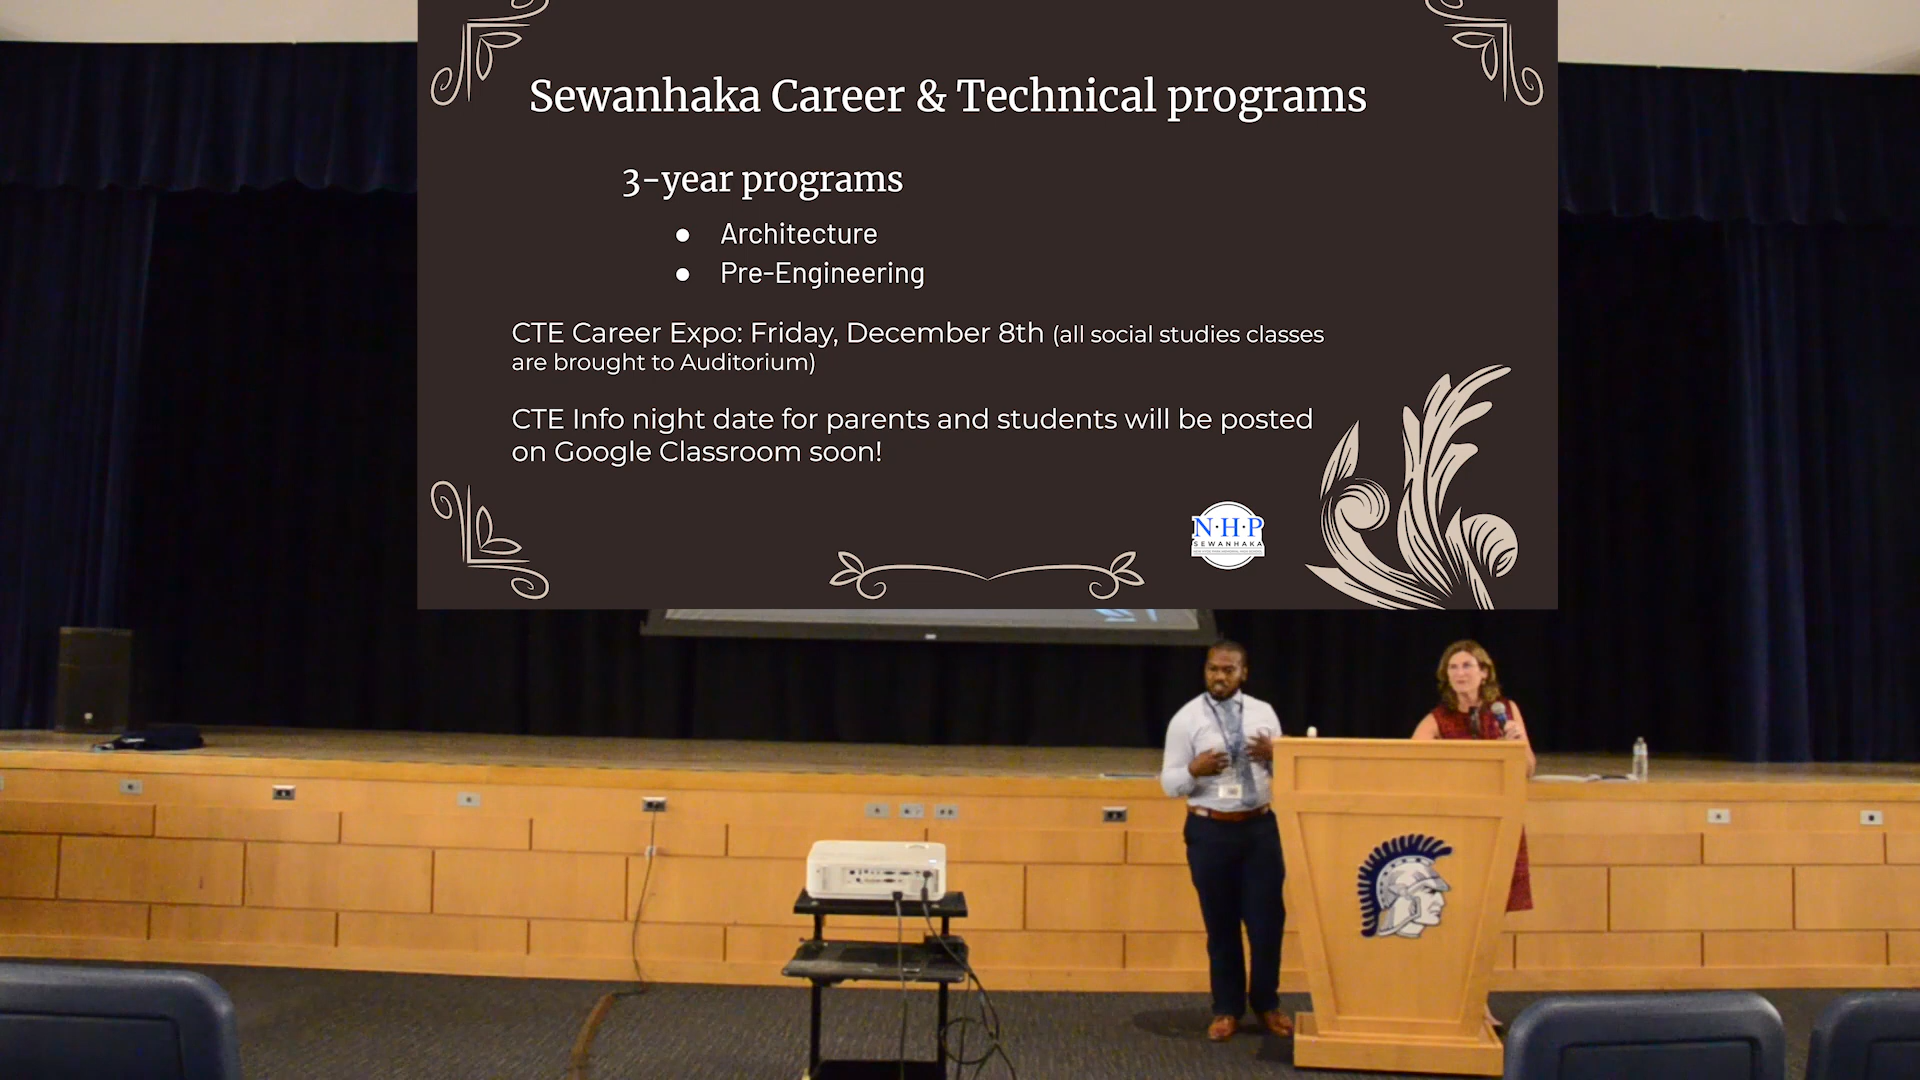 Sewanhaka Career & Technical programs
3-year programs
● Architecture
● Pre-Engineering
CTE Career Expo: Friday, December 8th (all social studies classes
are brought to Auditorium)
CTE Info night date for parents and students will be posted
on Google Classroom soon!
N·H·P
SEWANHAKA